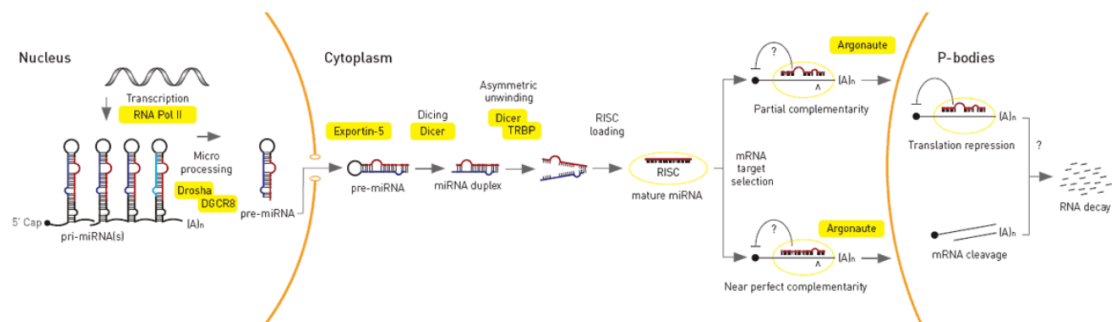 Nucleus
Transcription
RNA Pol II
Micro
processing
Drosha
DGCR8
5' Cap
(A)n
pri-miRNA(s)
pre-miRNA
Cytoplasm
Exportin-5
pre-miRNA
Dicing
Dicer
miRNA duplex
Asymmetric
unwinding
Dicer
TRBP
RISC
loading
RISC
mature miRNA
mRNA
target
selection
?
Argonaute
(A)n
^
Partial complementarity
?
Argonaute
(A)n
^
Near perfect complementarity
P-bodies
(A)n
Translation repression
?
(A)n
mRNA cleavage
RNA decay